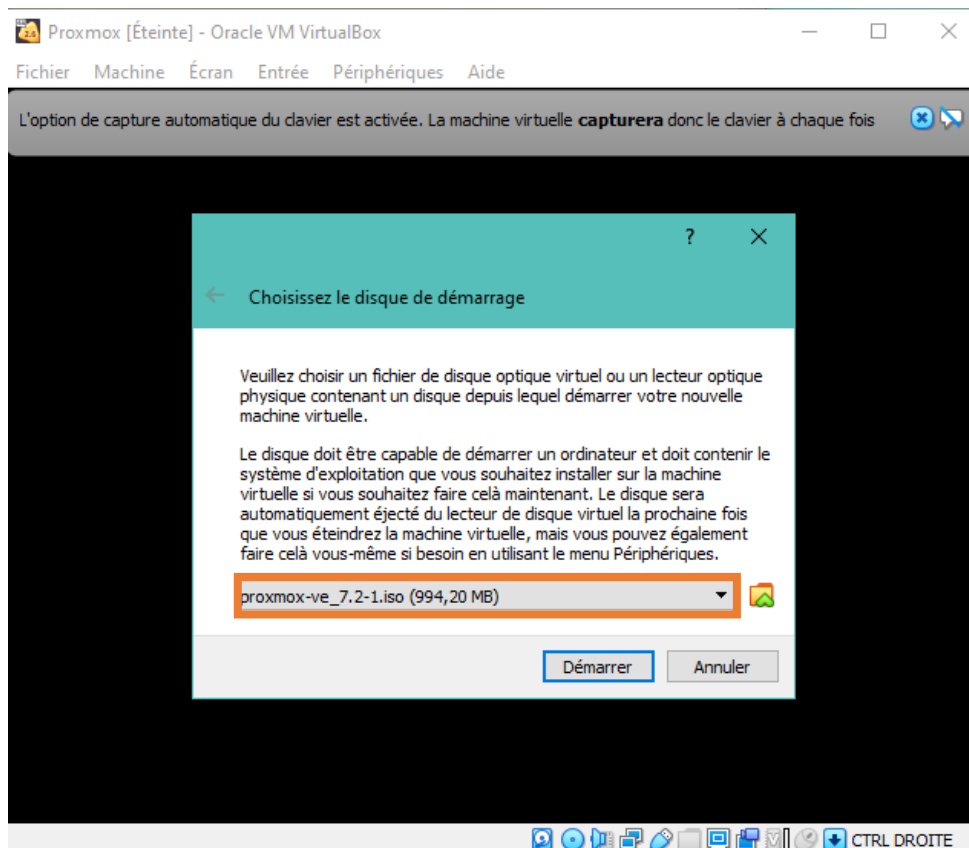 Proxmox [Éteinte] - Oracle VM VirtualBox
Fichier Machine Écran Entrée Périphériques Aide
L'option de capture automatique du clavier est activée. La machine virtuelle capturera donc le clavier à chaque fois
?
Choisissez le disque de démarrage
Veuillez choisir un fichier de disque optique virtuel ou un lecteur optique
physique contenant un disque depuis lequel démarrer votre nouvelle
machine virtuelle.
Le disque doit être capable de démarrer un ordinateur et doit contenir le
système d'exploitation que vous souhaitez installer sur la machine
virtuelle si vous souhaitez faire celà maintenant. Le disque sera
automatiquement éjecté du lecteur de disque virtuel la prochaine fois
que vous éteindrez la machine virtuelle, mais vous pouvez également
faire celà vous-même si besoin en utilisant le menu Périphériques.
proxmox-ve_7.2-1.iso (994,20 MB)
Démarrer Annuler
CTRL DROITE